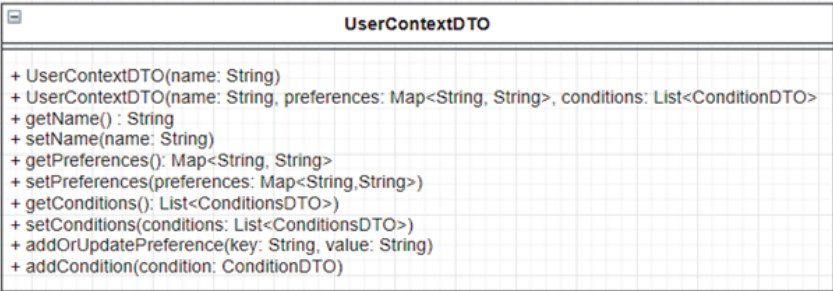 UserContextDTO
+ UserContextDTO(name: String)
+ UserContextDTO(name: String, preferences: Map<String, String>, conditions: List<ConditionDTO>
+ getName() : String
+ setName(name: String)
+ getPreferences(): Map<String, String>
+ setPreferences(preferences: Map<String,String>)
+ getConditions(): List<ConditionsDTO>)
+ setConditions(conditions: List<ConditionsDTO>)
+ addOrUpdatePreference(key: String, value: String)
+ addCondition(condition: ConditionDTO)